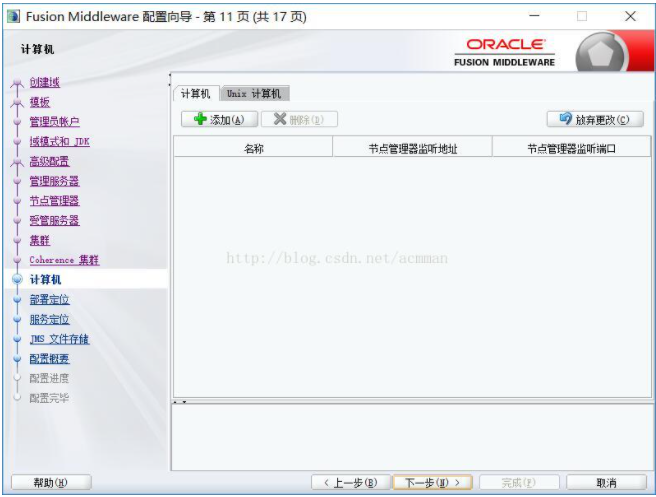 Fusion Middleware 配置向导 - 第 11 页 (共 17 页)
计算机
ORACLE
FUSION MIDDLEWARE
创建域
模板
管理员帐户
域模式和 JDK
高级配置
管理服务器
节点管理器
受管服务器
集群
Coherence 集群
计算机
部署定位
服务定位
JMS 文件存储
配置概要
配置进度
配置完毕
计算机 Unix 计算机
添加(A) 删除(D) 放弃更改(C)
名称 节点管理器监听地址 节点管理器监听端口
http://blog.csdn.net/acmman
帮助(H) < 上一步(B) 下一步(N) > 完成(F) 取消